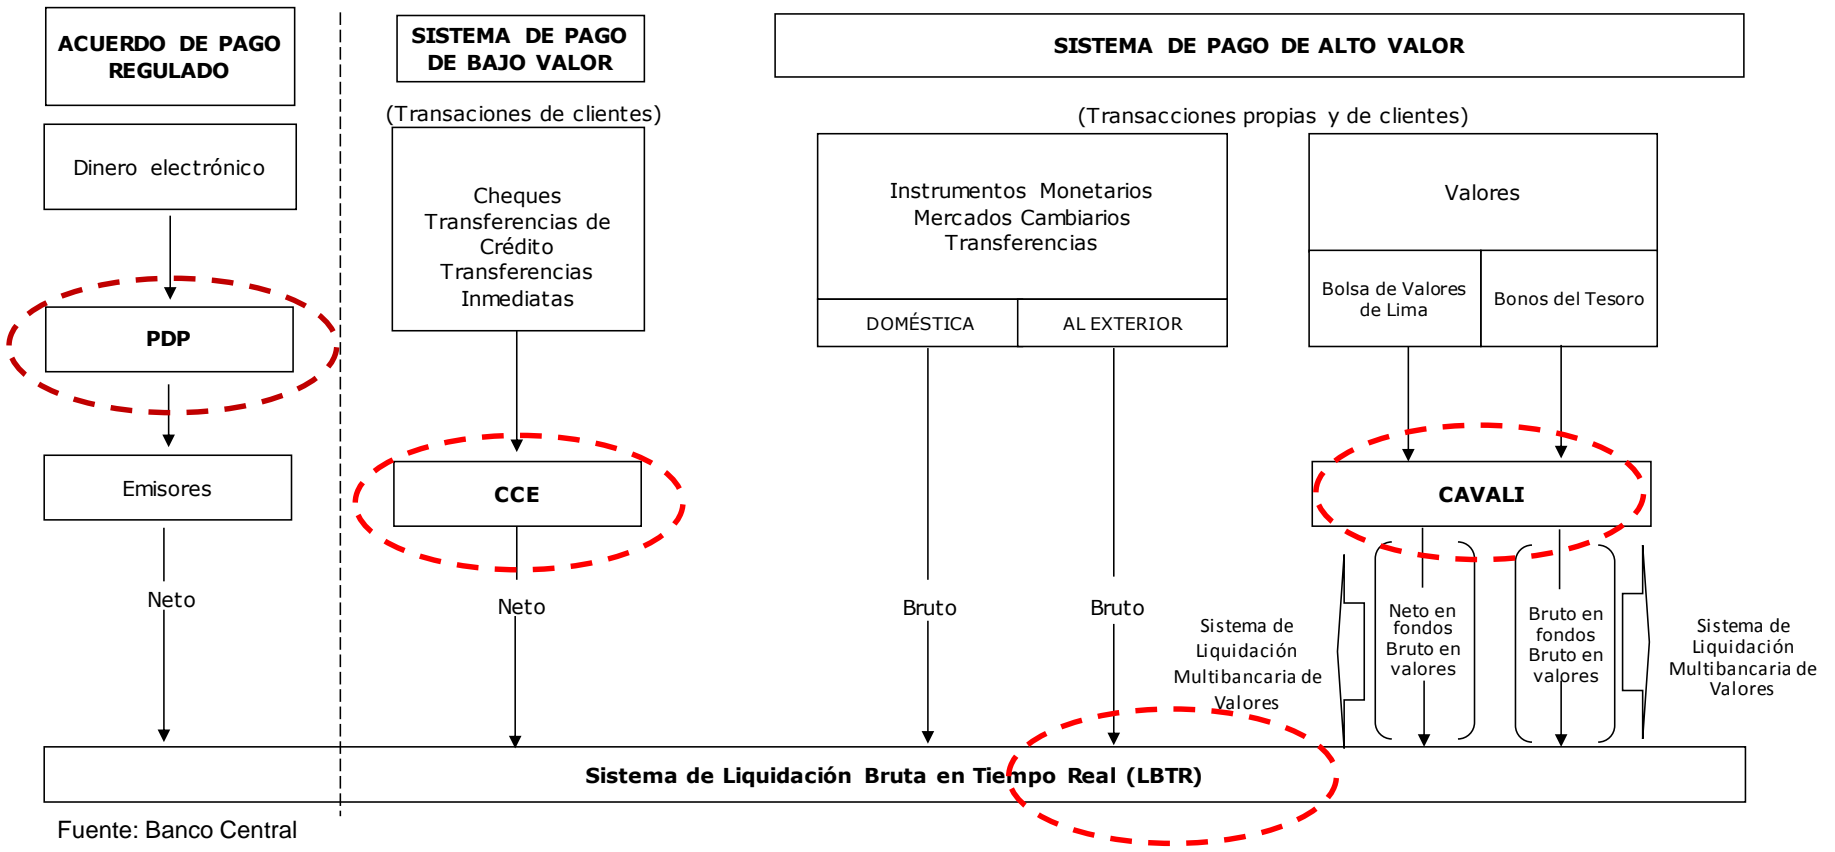 ACUERDO DE PAGO
REGULADO
Dinero electrónico
PDP
Emisores
Neto
SISTEMA DE PAGO
DE BAJO VALOR
(Transaciones de clientes)
Cheques
Transferencias de
Crédito
Transferencias
Inmediatas
CCE
Neto
SISTEMA DE PAGO DE ALTO VALOR
(Transacciones propias y de clientes)
Instrumentos Monetarios
Mercados Cambiarios
Transferencias
DOMÉSTICA
AL EXTERIOR
Bruto
Bruto
Valores
Bolsa de Valores
de Lima
Bonos del Tesoro
CAVALI
Sistema de
Liquidación
Multibancaria de
Valores
Neto en
fondos
Bruto en
valores
Bruto en
fondos
Bruto en
valores
Sistema de
Liquidación
Multibancaria de
Valores
Sistema de Liquidación Bruta en Tiempo Real (LBTR)
Fuente: Banco Central